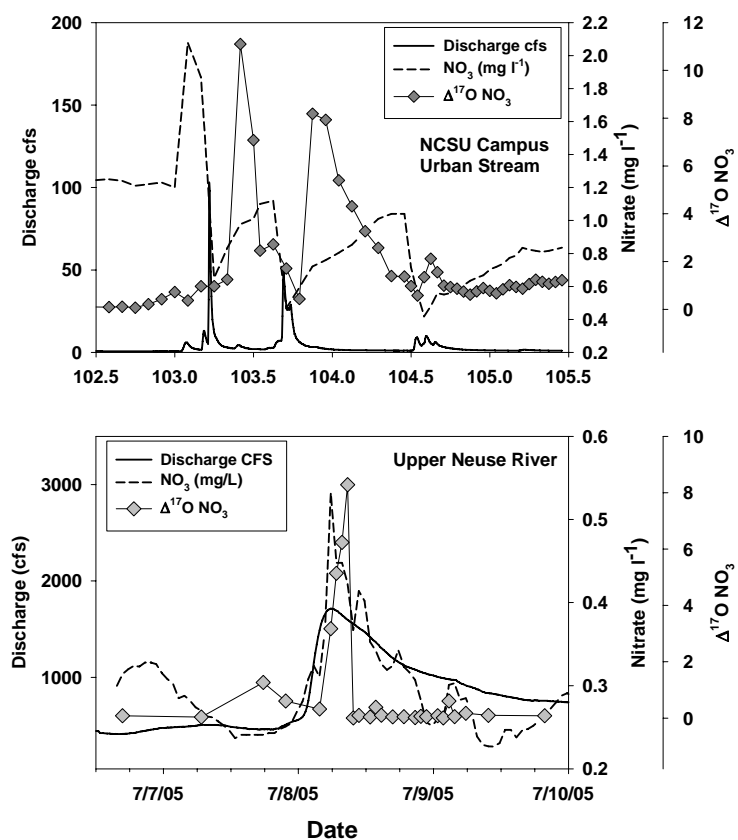 200
150
100
50
0
Discharge cfs
Discharge cfs
NO₃ (mg l⁻¹)
Δ¹⁷O NO₃
NCSU Campus
Urban Stream
2.2
2.0
1.8
1.6
1.4
1.2
1.0
0.8
0.6
0.4
0.2
Nitrate (mg l⁻¹)
12
10
8
6
4
2
0
Δ¹⁷O NO₃
102.5 103.0 103.5 104.0 104.5 105.0 105.5
3000
2000
1000
Discharge (cfs)
Discharge CFS
NO₃ (mg/L)
Δ¹⁷O NO₃
Upper Neuse River
0.6
0.5
0.4
0.3
0.2
Nitrate (mg l⁻¹)
10
8
6
4
2
0
Δ¹⁷O NO₃
7/7/05 7/8/05 7/9/05 7/10/05
Date